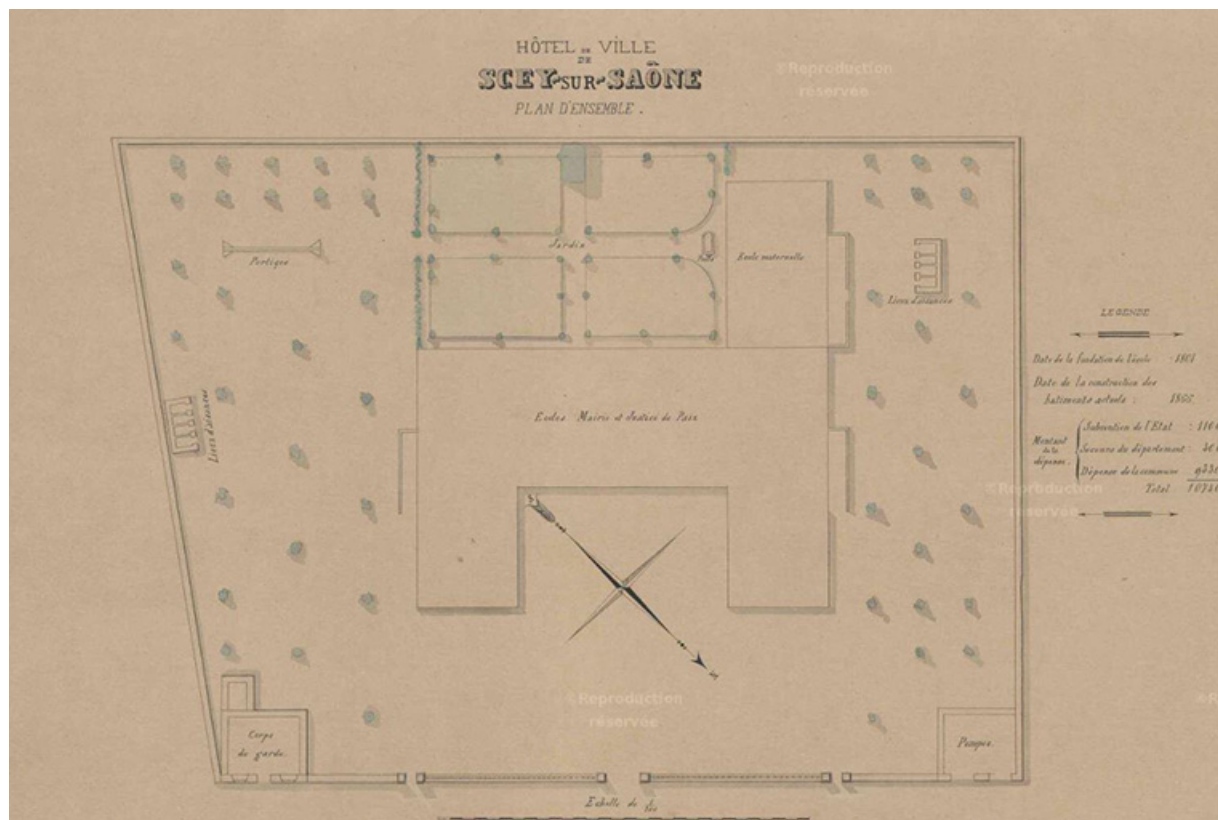 HÔTEL DE VILLE
DE
SCEY-SUR-SAÔNE
PLAN D'ENSEMBLE.
©Reproduction
réservée
Jardin
Portique
Ecole maternelle
Lieux d'aisances
Lieux d'aisances
Ecoles Mairie et Justice de Paix
LEGENDE
Date de la fondation de l'école :
Date de la construction des
bâtiments actuels :
Montant
de la
dépense.
Subvention de l'Etat :
Secours du département :
Dépense de la commune
Total
©Reproduction
réservée
©Reproduction
réservée
Corps
de garde.
Pompes.
Echelle de